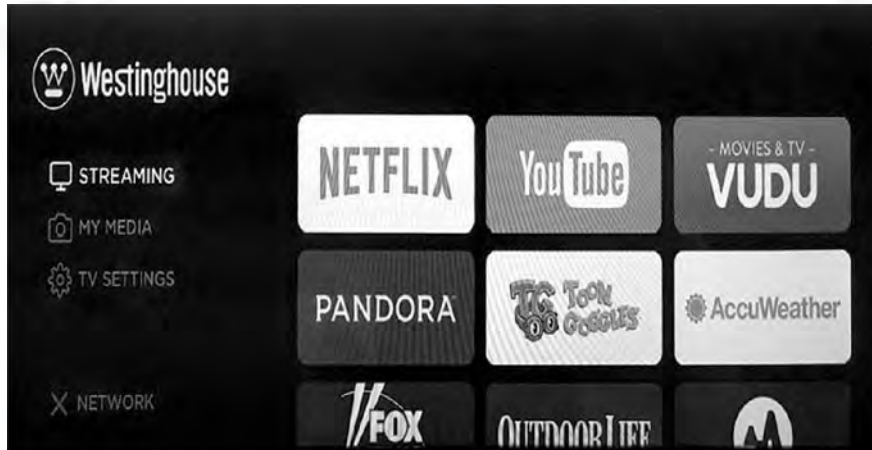 Westinghouse
STREAMING
MY MEDIA
TV SETTINGS
NETWORK
NETFLIX
YouTube
- MOVIES & TV -
VUDU
PANDORA
TG TOON
GOGGLES
AccuWeather
FOX
OUTDOOR LIFE